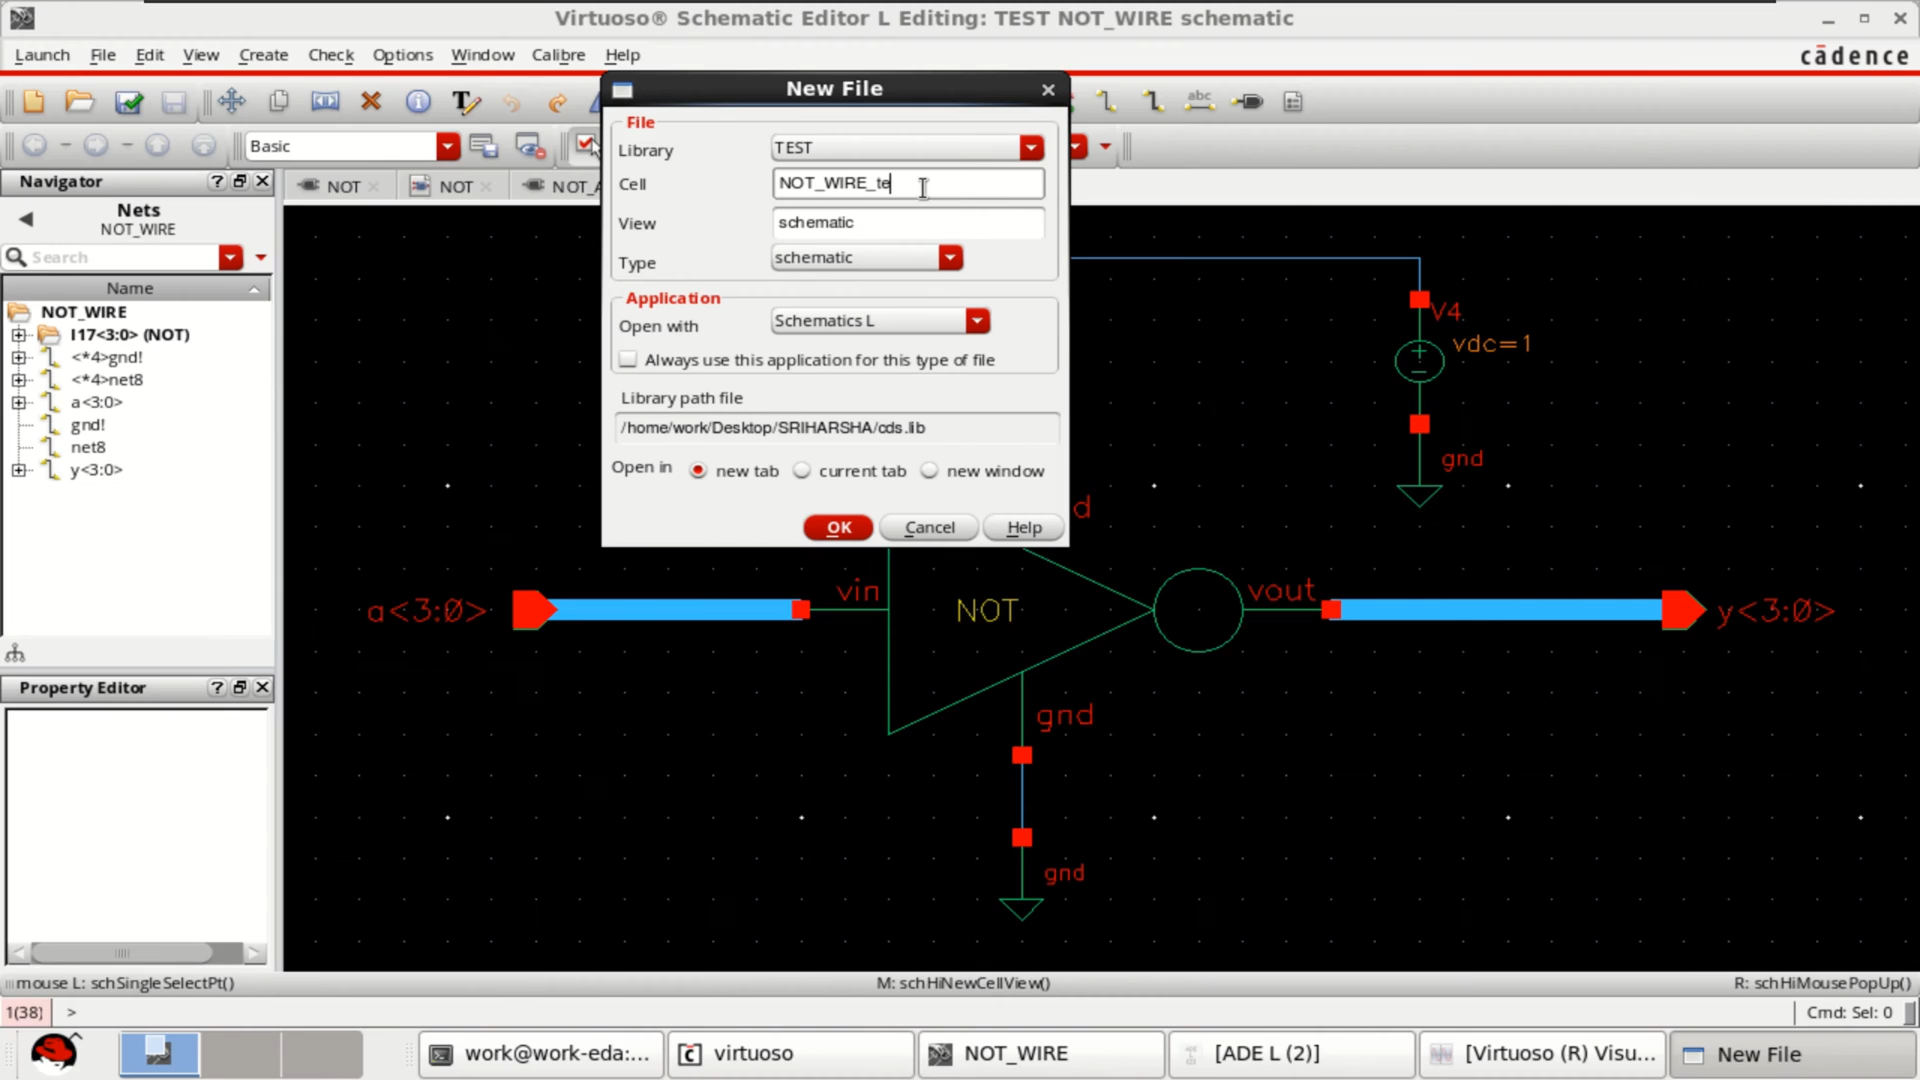 Virtuoso® Schematic Editor L Editing: TEST NOT_WIRE schematic
Launch File Edit View Create Check Options Window Calibre Help
cādence
New File
File
Library TEST
Cell NOT_WIRE_te
View schematic
Type schematic
Application
Open with Schematics L
Always use this application for this type of file
Library path file
/home/work/Desktop/SRIHARSHA/cds.lib
Open in new tab current tab new window
OK Cancel Help
abc
Basic
Navigator ?
NOT NOT NOT_A
Nets
NOT_WIRE
Search
Name
NOT_WIRE
I17<3:0> (NOT)
<*4>gnd!
<*4>net8
a<3:0>
gnd!
net8
y<3:0>
Property Editor ?
V4
vdc=1
gnd
d
a<3:0> vin NOT vout y<3:0>
gnd
gnd
mouse L: schSingleSelectPt() M: schHiNewCellView() R: schHiMousePopUp()
1(38) > Cmd: Sel: 0
work@work-eda:... virtuoso NOT_WIRE [ADE L (2)] [Virtuoso (R) Visu... New File